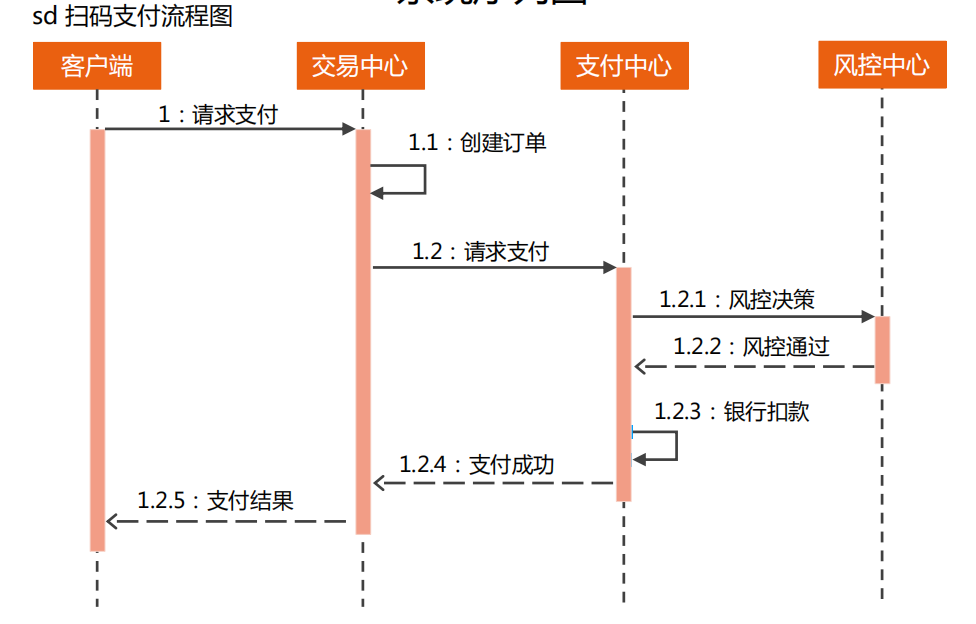 sd 扫码支付流程图
客户端
交易中心
支付中心
风控中心
1：请求支付
1.1：创建订单
1.2：请求支付
1.2.1：风控决策
1.2.2：风控通过
1.2.3：银行扣款
1.2.4：支付成功
1.2.5：支付结果